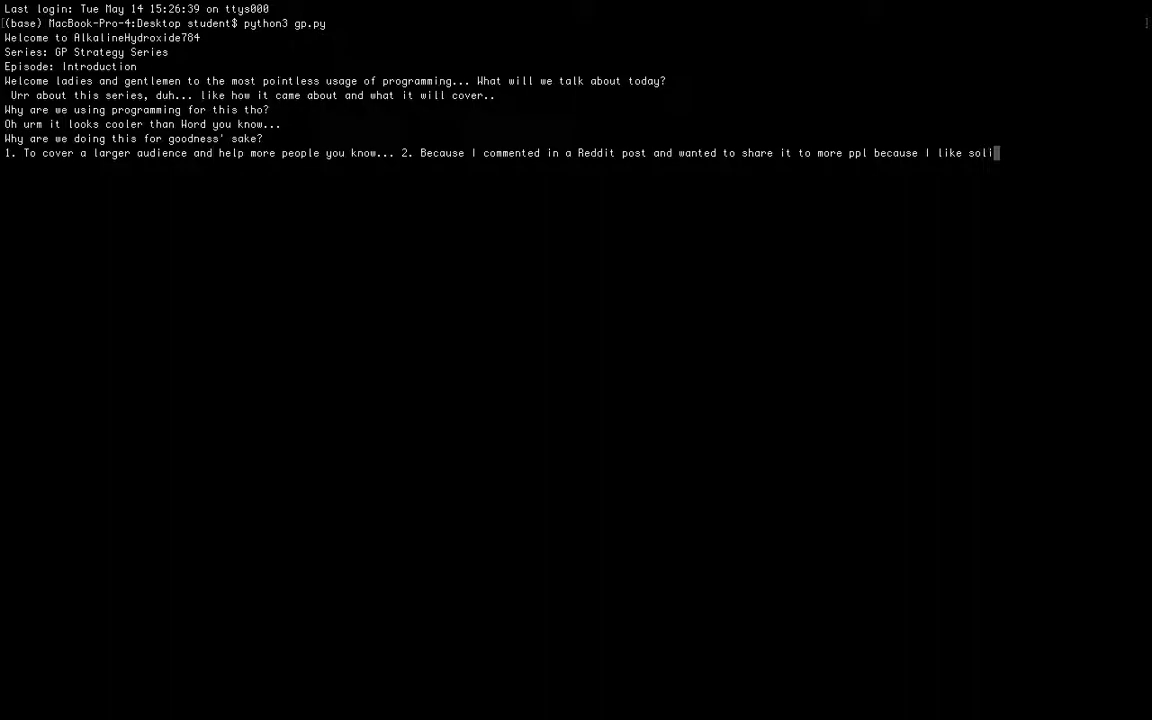 Last login: Tue May 14 15:26:39 on ttys000
[(base) MacBook-Pro-4:Desktop student$ python3 gp.py ]
Welcome to AlkalineHydroxide784
Series: GP Strategy Series
Episode: Introduction
Welcome ladies and gentlemen to the most pointless usage of programming... What will we talk about today?
Urr about this series, duh... like how it came about and what it will cover..
Why are we using programming for this tho?
Oh urm it looks cooler than Word you know...
Why are we doing this for goodness' sake?
1. To cover a larger audience and help more people you know... 2. Because I commented in a Reddit post and wanted to share it to more ppl because I like soli